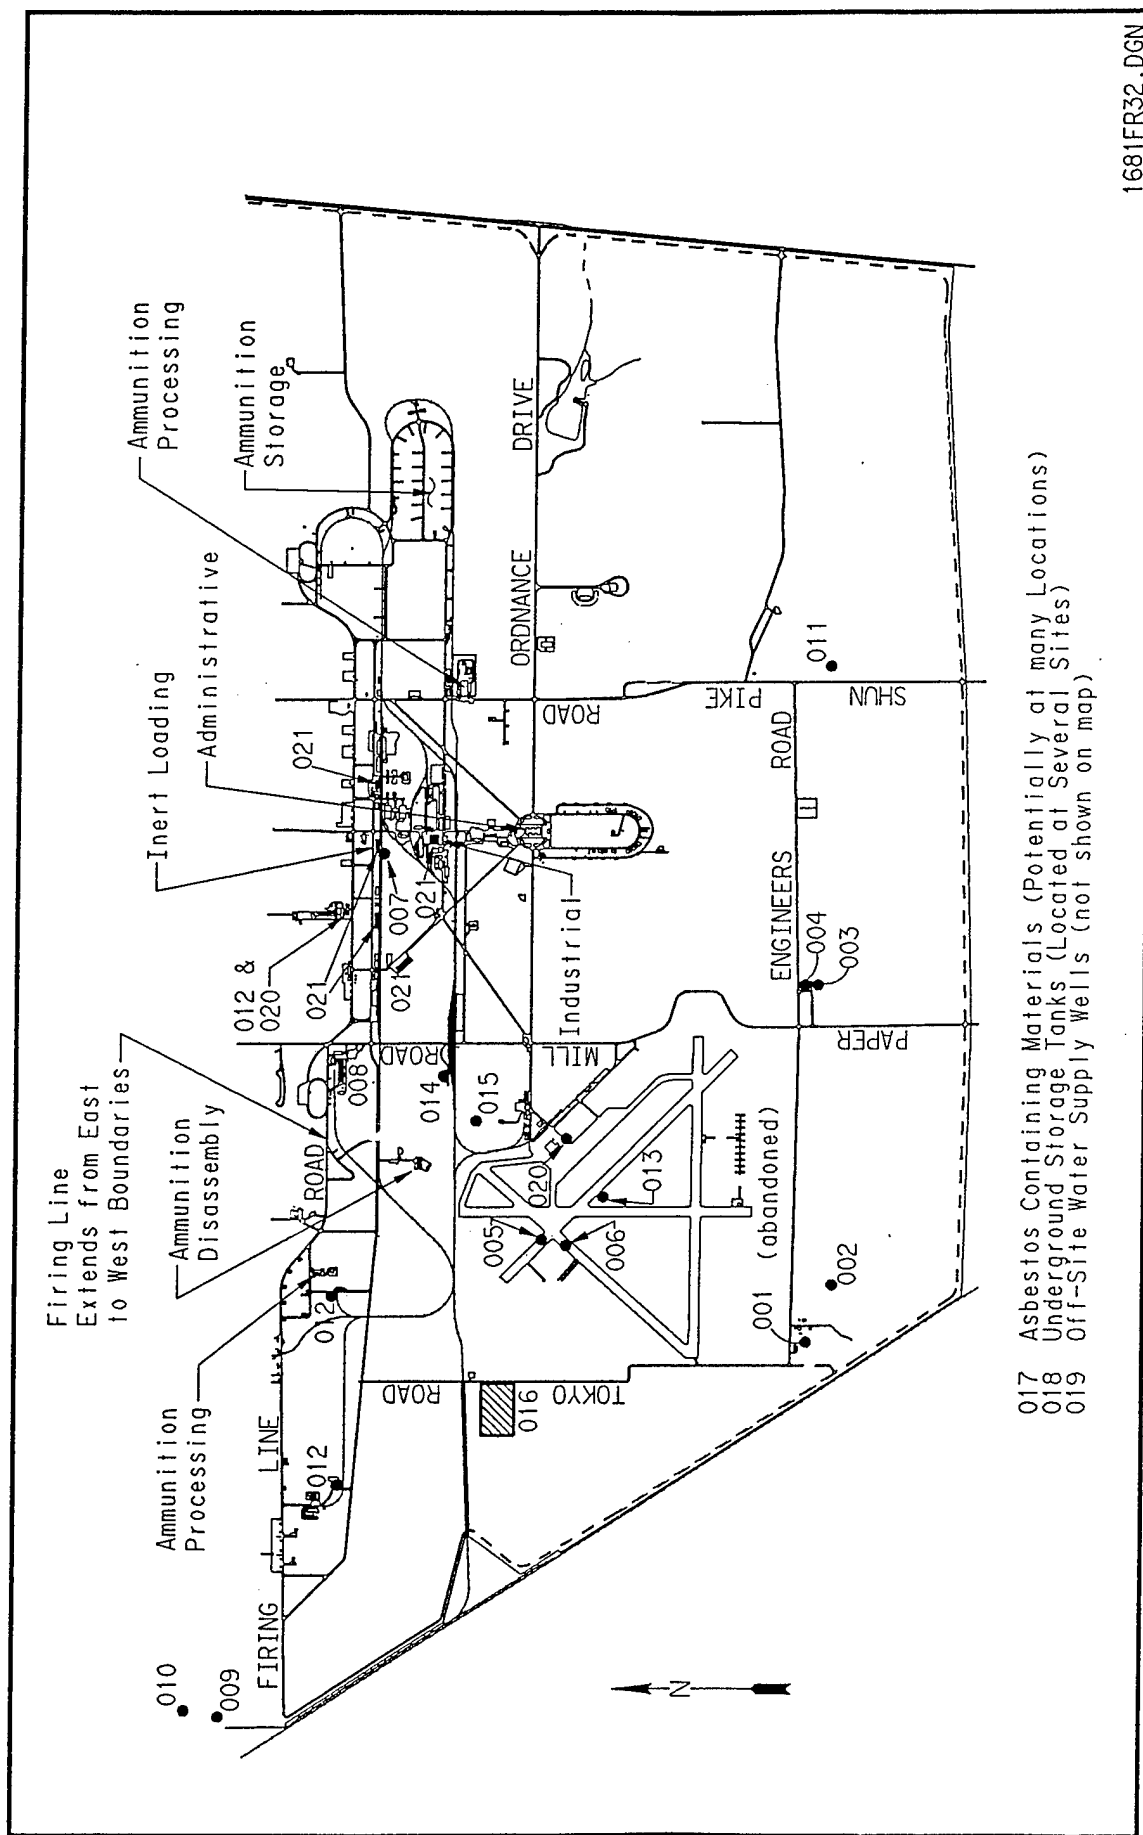 Firing Line
Extends from East
to West Boundaries
Ammunition
Processing
Ammunition
Disassembly
Inert Loading
Administrative
Ammunition
Processing
Ammunition
Storage
010
009
FIRING
LINE
ROAD
012
012
008
012 &
020
021
021
007
021
021
Industrial
014
015
ROAD
MILL
PAPER
ROAD
TOKYO
016
005
006
020
013
(abandoned)
001
002
003
004
ENGINEERS
ROAD
ORDNANCE
DRIVE
ROAD
PIKE
SHUN
011
N
017 Asbestos Containing Materials (Potentially at many Locations)
018 Underground Storage Tanks (Located at Several Sites)
019 Off-Site Water Supply Wells (not shown on map)
1681FR32.DGN